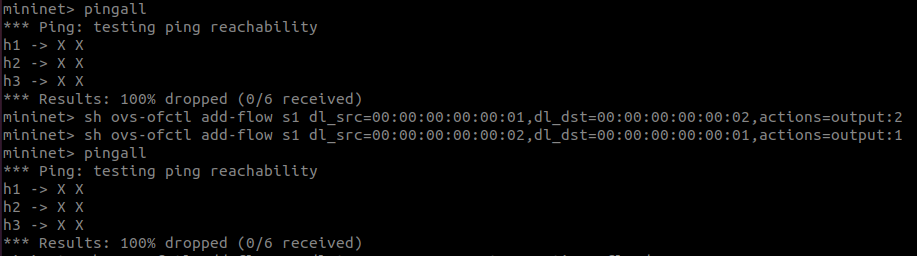 mininet> pingall
*** Ping: testing ping reachability
h1 -> X X
h2 -> X X
h3 -> X X
*** Results: 100% dropped (0/6 received)
mininet> sh ovs-ofctl add-flow s1 dl_src=00:00:00:00:00:01,dl_dst=00:00:00:00:00:02,actions=output:2
mininet> sh ovs-ofctl add-flow s1 dl_src=00:00:00:00:00:02,dl_dst=00:00:00:00:00:01,actions=output:1
mininet> pingall
*** Ping: testing ping reachability
h1 -> X X
h2 -> X X
h3 -> X X
*** Results: 100% dropped (0/6 received)